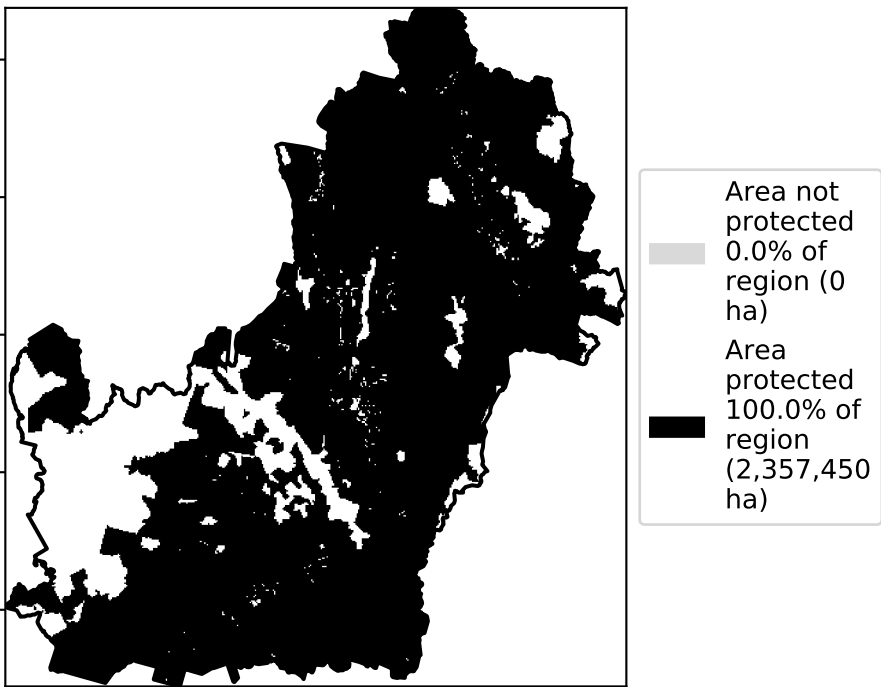 Area not
protected
0.0% of
region (0
ha)
Area
protected
100.0% of
region
(2,357,450
ha)